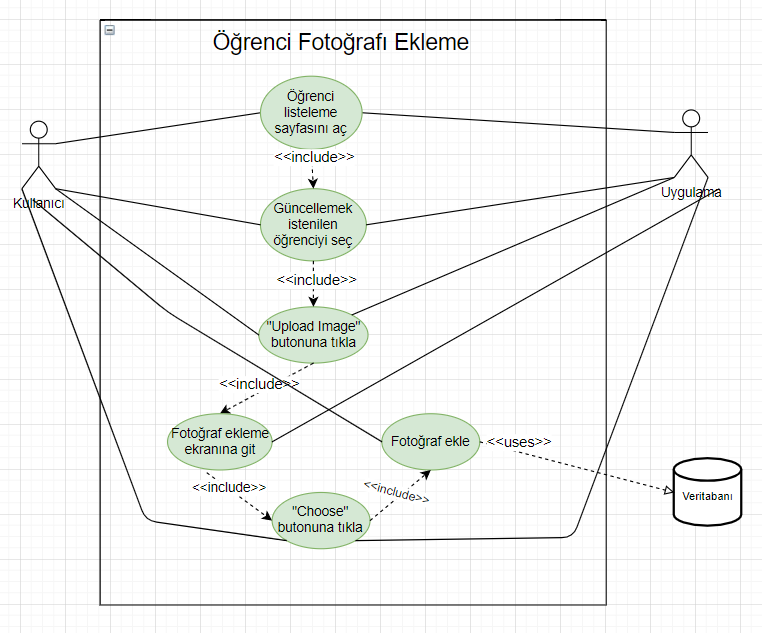 Öğrenci Fotoğrafı Ekleme
Öğrenci
listeleme
sayfasını aç
<<include>>
Kullanıcı
Uygulama
Güncellemek
istenilen
öğrenciyi seç
<<include>>
"Upload Image"
butonuna tıkla
<<include>>
Fotoğraf ekleme
ekranına git
Fotoğraf ekle
<<uses>>
<<include>>
<<include>>
Veritabanı
"Choose"
butonuna tıkla